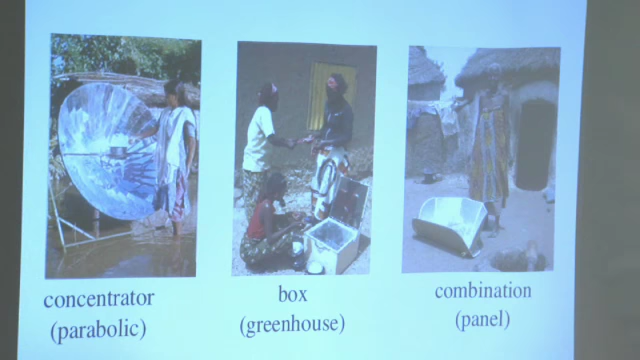 concentrator
(parabolic)
box
(greenhouse)
combination
(panel)